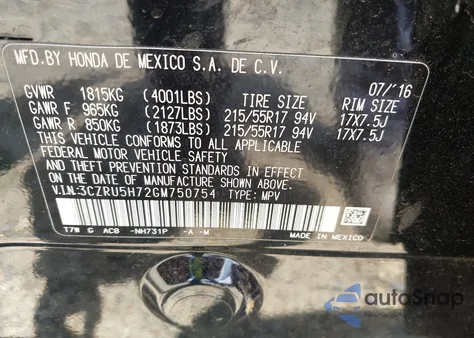 MFD.BY HONDA DE MEXICO S.A. DE C.V.
07/'16
GVWR 1815KG (4001LBS) TIRE SIZE RIM SIZE
GAWR F 965KG (2127LBS) 215/55R17 94V 17X7.5J
GAWR R 850KG (1873LBS) 215/55R17 94V 17X7.5J
THIS VEHICLE CONFORMS TO ALL APPLICABLE
FEDERAL MOTOR VEHICLE SAFETY
AND THEFT PREVENTION STANDARDS IN EFFECT
ON THE DATE OF MANUFACTURE SHOWN ABOVE.
V.I.N:3CZRU5H72GM750754 TYPE: MPV
T7W G AC8 -NH731P -A -M
MADE IN MEXICO
autoSnap